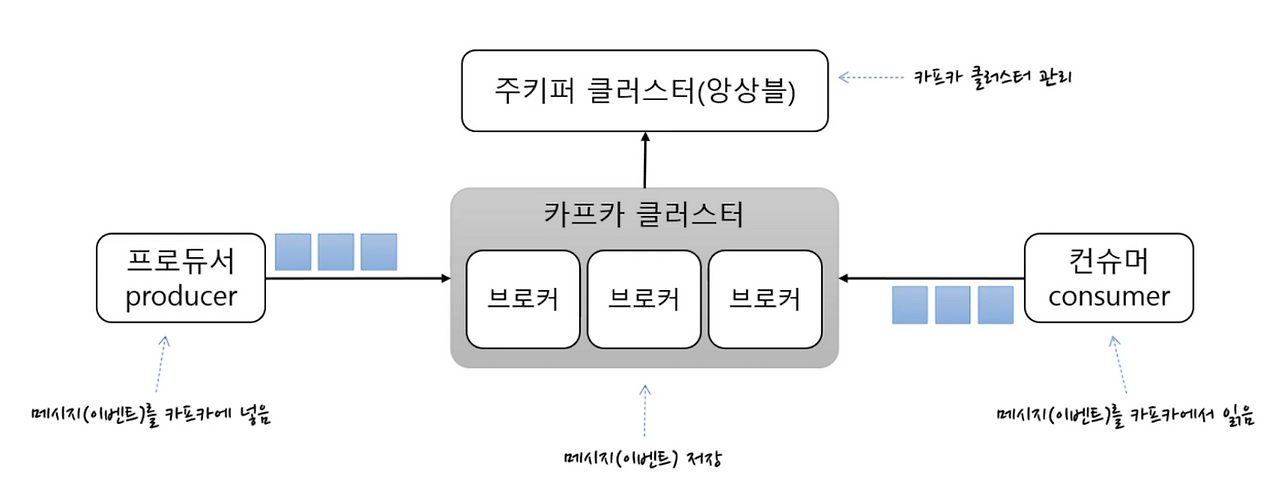 주키퍼 클러스터(앙상블)
카프카 클러스터 관리
카프카 클러스터
프로듀서
producer
브로커
브로커
브로커
컨슈머
consumer
메시지(이벤트)를 카프카에 넣음
메시지(이벤트) 저장
메시지(이벤트)를 카프카에서 읽음